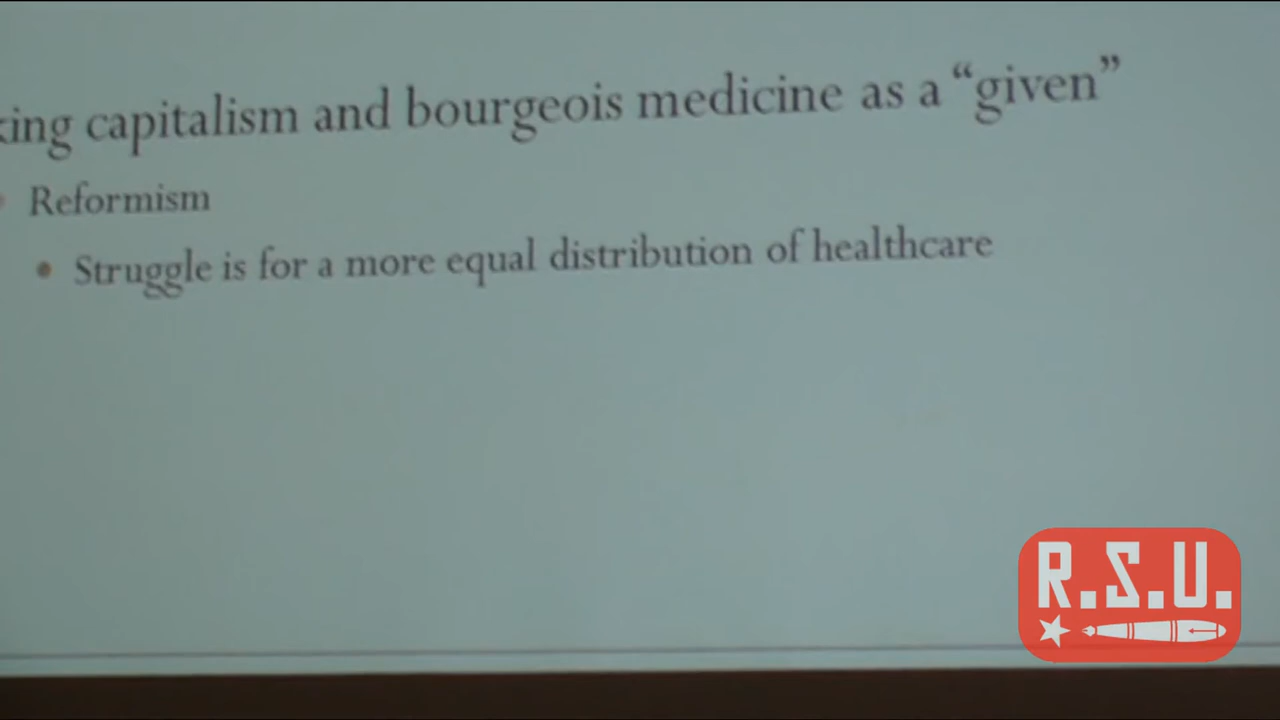 king capitalism and bourgeois medicine as a “given”
Reformism
Struggle is for a more equal distribution of healthcare
R.S.U.